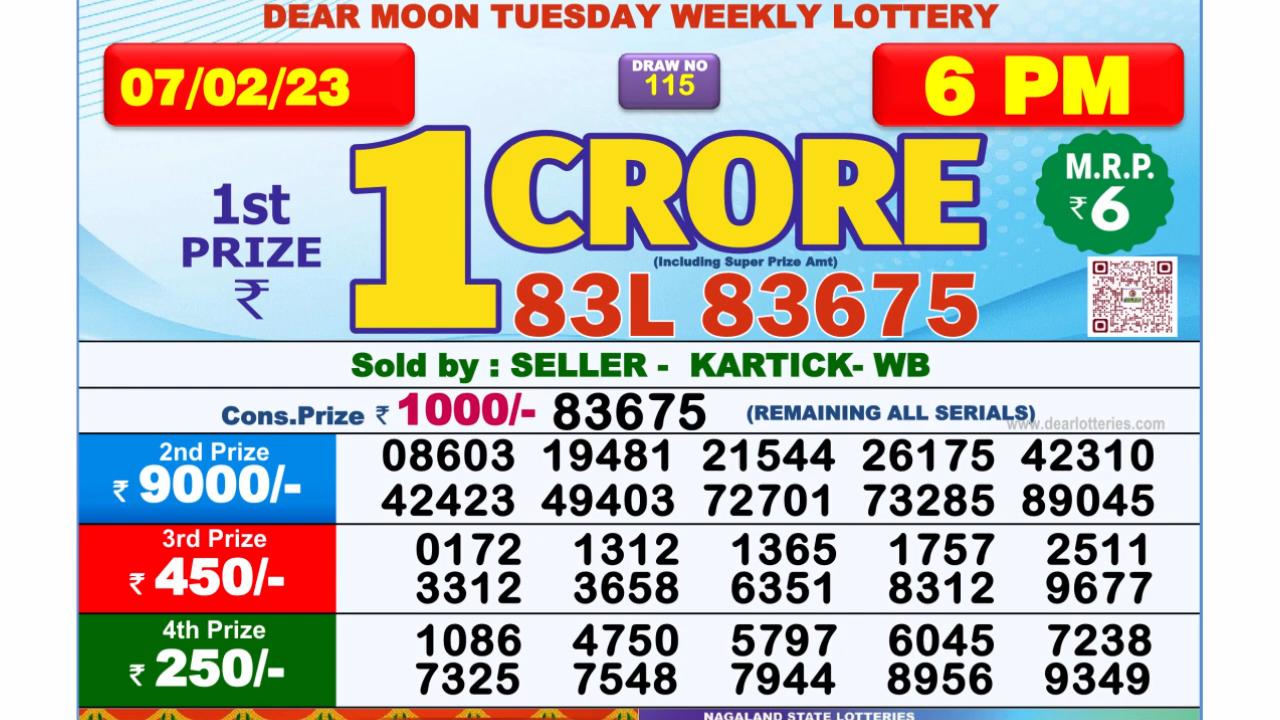 DEAR MOON TUESDAY WEEKLY LOTTERY
07/02/23
DRAW NO
115
6 PM
1st
PRIZE
₹
1 CRORE
(Including Super Prize Amt)
83L 83675
M.R.P.
₹6
Sold by : SELLER - KARTICK- WB
Cons.Prize ₹ 1000/- 83675 (REMAINING ALL SERIALS)
www.dearlotteries.com
2nd Prize
₹ 9000/-
08603 19481 21544 26175 42310
42423 49403 72701 73285 89045
3rd Prize
₹ 450/-
0172 1312 1365 1757 2511
3312 3658 6351 8312 9677
4th Prize
₹ 250/-
1086 4750 5797 6045 7238
7325 7548 7944 8956 9349
NAGALAND STATE LOTTERIES